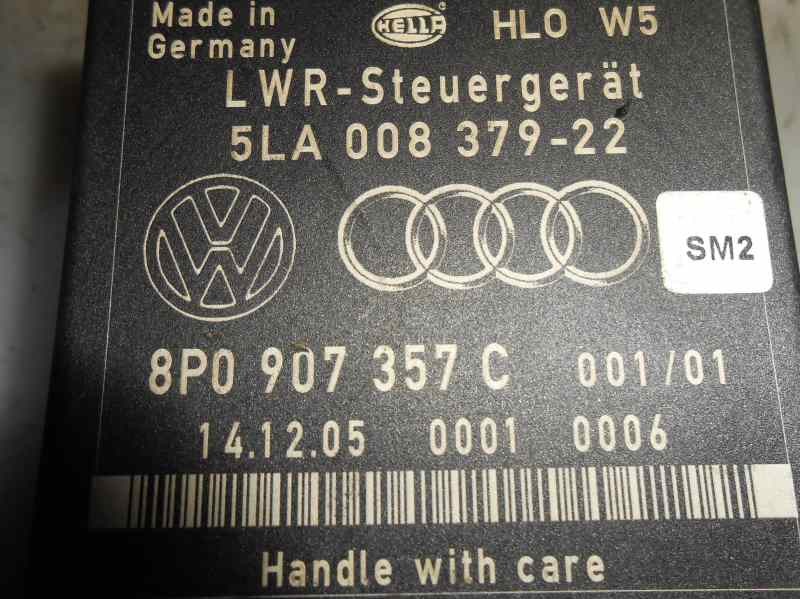 Made in
Germany
HELLA
HLO W5
LWR-Steuergerät
5LA 008 379-22
SM2
8P0 907 357 C 001/01
14.12.05 0001 0006
Handle with care